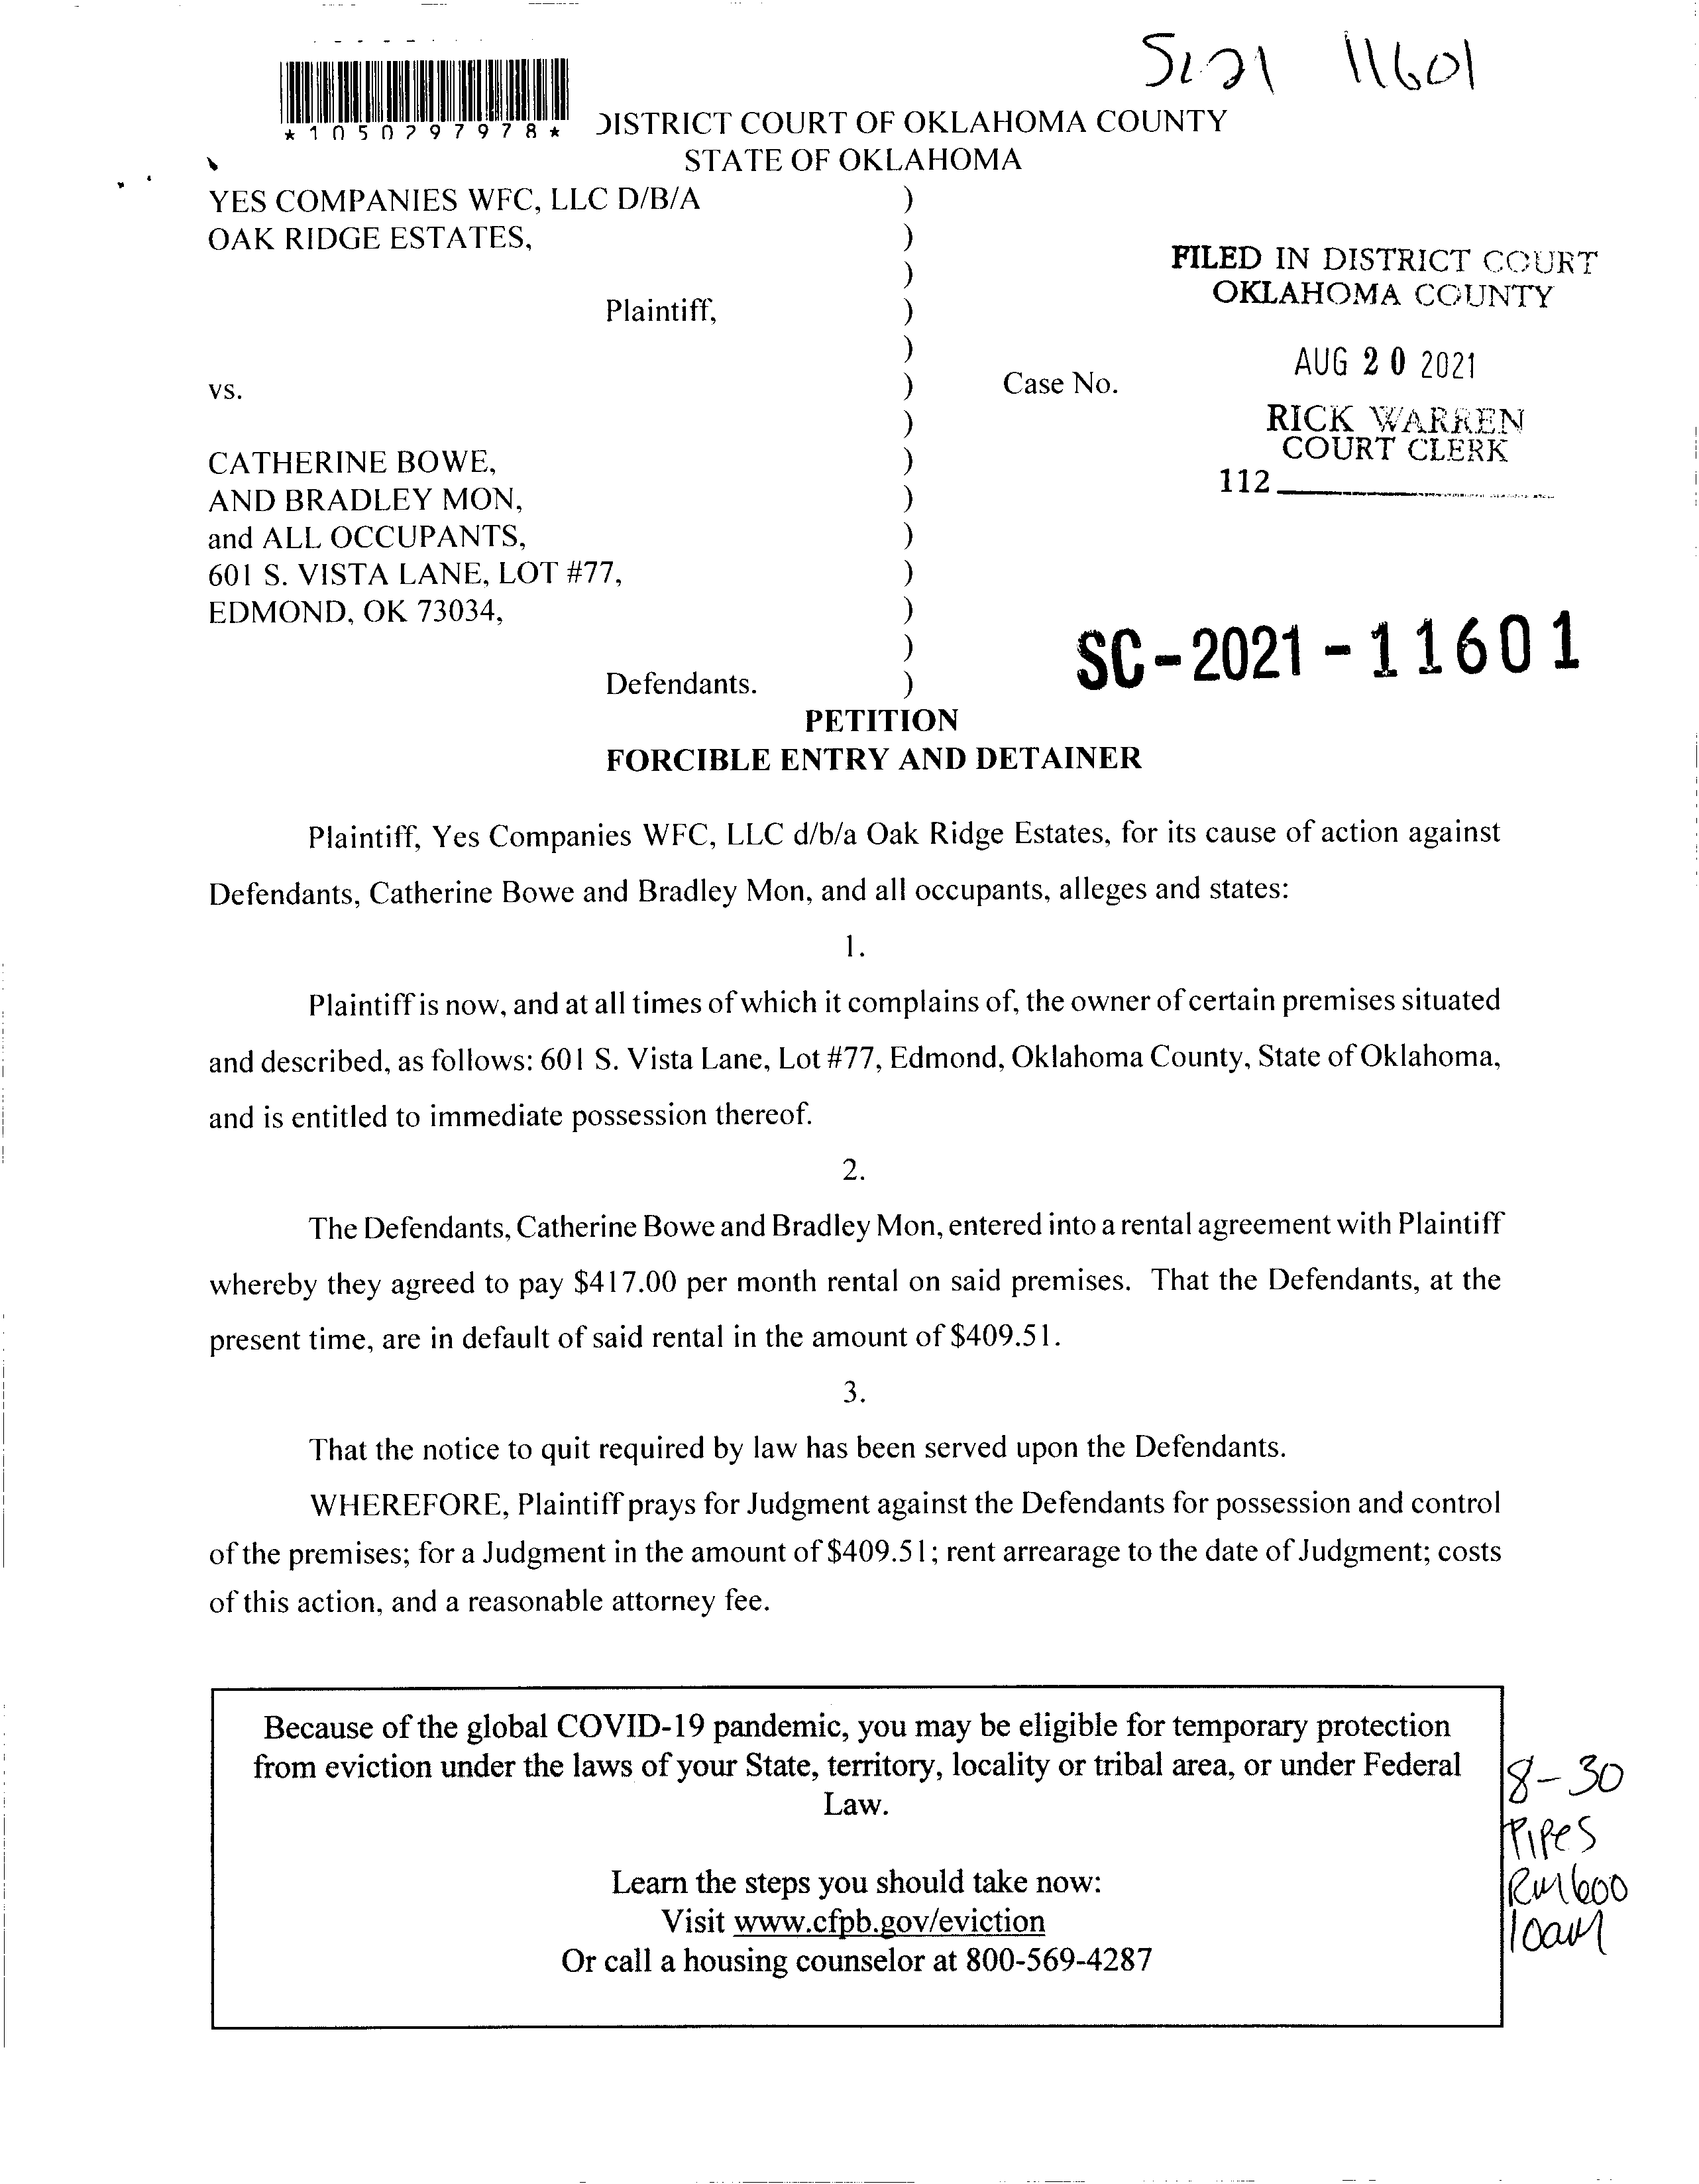 SC21 11601
*1050797978*
DISTRICT COURT OF OKLAHOMA COUNTY
STATE OF OKLAHOMA
YES COMPANIES WFC, LLC D/B/A )
OAK RIDGE ESTATES, )
)
Plaintiff, )
)
vs. ) Case No.
)
CATHERINE BOWE, )
AND BRADLEY MON, )
and ALL OCCUPANTS, )
601 S. VISTA LANE, LOT #77, )
EDMOND, OK 73034, )
)
Defendants. )
FILED IN DISTRICT COURT
OKLAHOMA COUNTY
AUG 20 2021
RICK WARREN
COURT CLERK
112
SC-2021-11601
PETITION
FORCIBLE ENTRY AND DETAINER
Plaintiff, Yes Companies WFC, LLC d/b/a Oak Ridge Estates, for its cause of action against
Defendants, Catherine Bowe and Bradley Mon, and all occupants, alleges and states:
1.
Plaintiff is now, and at all times of which it complains of, the owner of certain premises situated
and described, as follows: 601 S. Vista Lane, Lot #77, Edmond, Oklahoma County, State of Oklahoma,
and is entitled to immediate possession thereof.
2.
The Defendants, Catherine Bowe and Bradley Mon, entered into a rental agreement with Plaintiff
whereby they agreed to pay $417.00 per month rental on said premises. That the Defendants, at the
present time, are in default of said rental in the amount of $409.51.
3.
That the notice to quit required by law has been served upon the Defendants.
WHEREFORE, Plaintiff prays for Judgment against the Defendants for possession and control
of the premises; for a Judgment in the amount of $409.51; rent arrearage to the date of Judgment; costs
of this action, and a reasonable attorney fee.
Because of the global COVID-19 pandemic, you may be eligible for temporary protection
from eviction under the laws of your State, territory, locality or tribal area, or under Federal
Law.
Learn the steps you should take now:
Visit www.cfpb.gov/eviction
Or call a housing counselor at 800-569-4287
8-30
Pipes
Rm600
10am